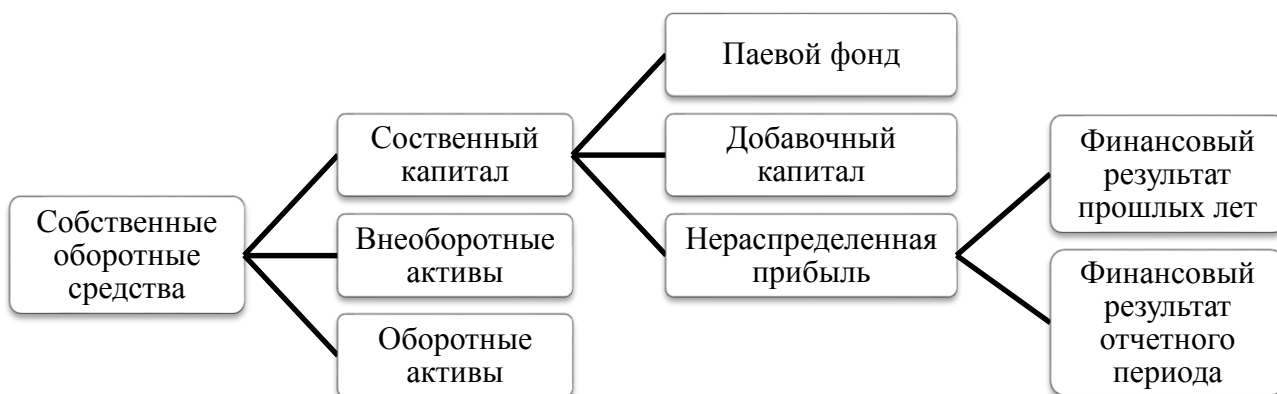 Собственные
оборотные
средства
Соственный
капитал
Внеоборотные
активы
Оборотные
активы
Паевой фонд
Добавочный
капитал
Нераспределенная
прибыль
Финансовый
результат
прошлых лет
Финансовый
результат
отчетного
периода